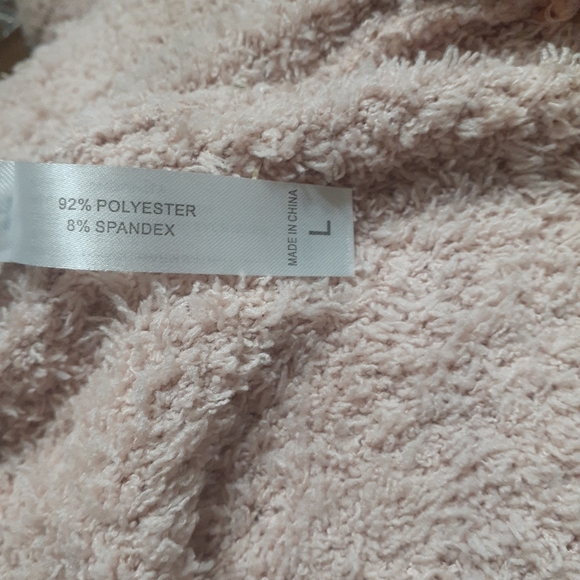 92% POLYESTER
8% SPANDEX
MADE IN CHINA
L